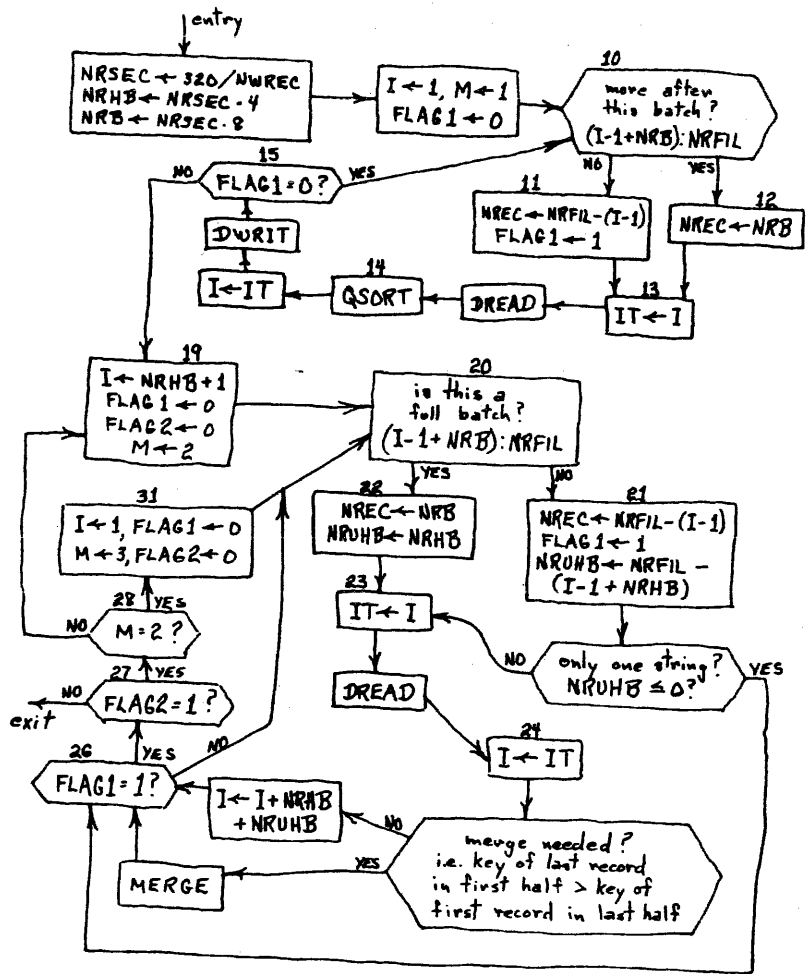 entry
NRSEC ← 320/NWREC
NRHB ← NRSEC · 4
NRB ← NRSEC · 8
I ← 1, M ← 1
FLAG1 ← 0
10
more after
this batch?
(I-1+NRB):NRFIL
NO
YES
11
NREC ← NRFIL-(I-1)
FLAG1 ← 1
12
NREC ← NRB
13
IT ← I
DREAD
14
QSORT
I ← IT
DWRIT
15
FLAG1=0?
NO
YES
19
I ← NRHB+1
FLAG1 ← 0
FLAG2 ← 0
M ← 2
20
is this a
full batch?
(I-1+NRB):NRFIL
YES
NO
22
NREC ← NRB
NRUHB ← NRHB
21
NREC ← NRFIL-(I-1)
FLAG1 ← 1
NRUHB ← NRFIL -
(I-1+NRHB)
23
IT ← I
only one string?
NRUHB ≤ 0?
NO
YES
DREAD
24
I ← IT
merge needed?
i.e. key of last record
in first half > key of
first record in last half
NO
YES
I ← I+NRHB
+NRUHB
MERGE
26
FLAG1=1?
YES
NO
27
FLAG2=1?
NO
YES
exit
28
M=2?
NO
YES
31
I ← 1, FLAG1 ← 0
M ← 3, FLAG2 ← 0